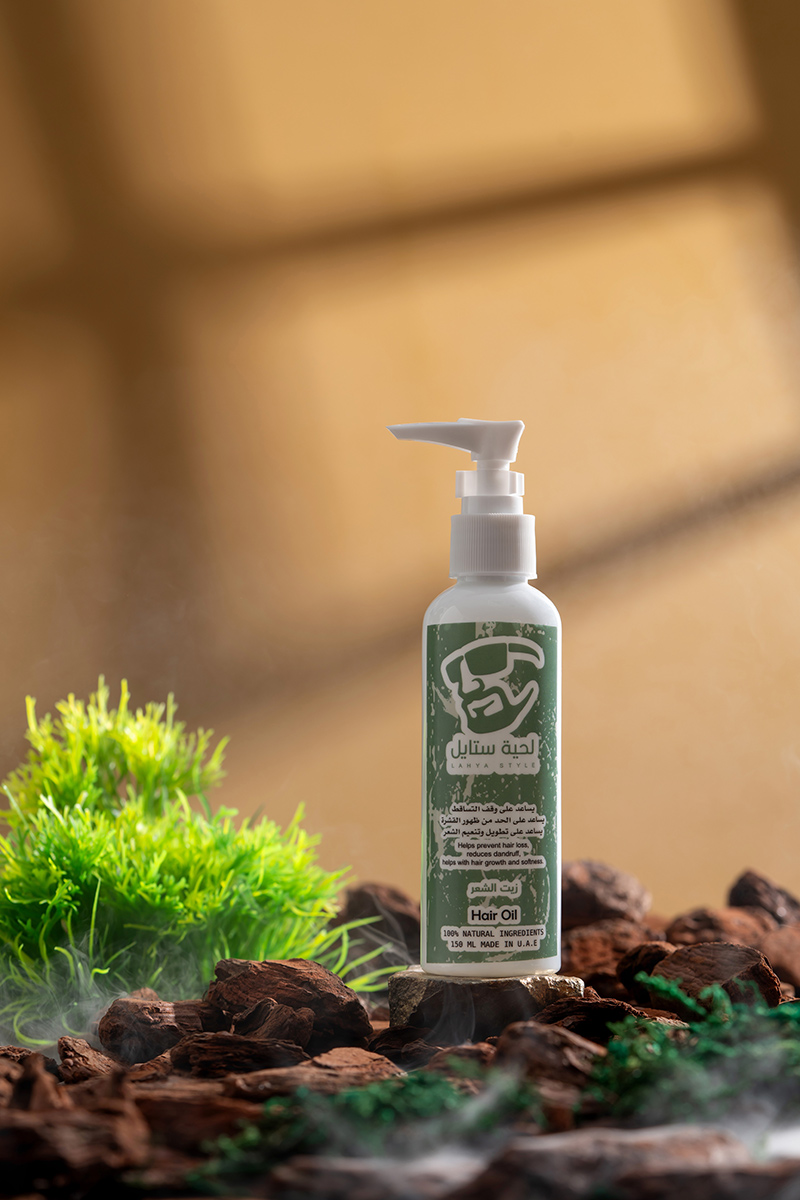 لحية ستايل
LAHYA STYLE
يساعد على وقف التساقط
يساعد على الحد من ظهور القشرة
يساعد على تطويل وتنعيم الشعر
Helps prevent hair loss,
reduces dandruff,
helps with hair growth and softness.
زيت الشعر
Hair Oil
100% NATURAL INGREDIENTS
150 ML MADE IN U.A.E